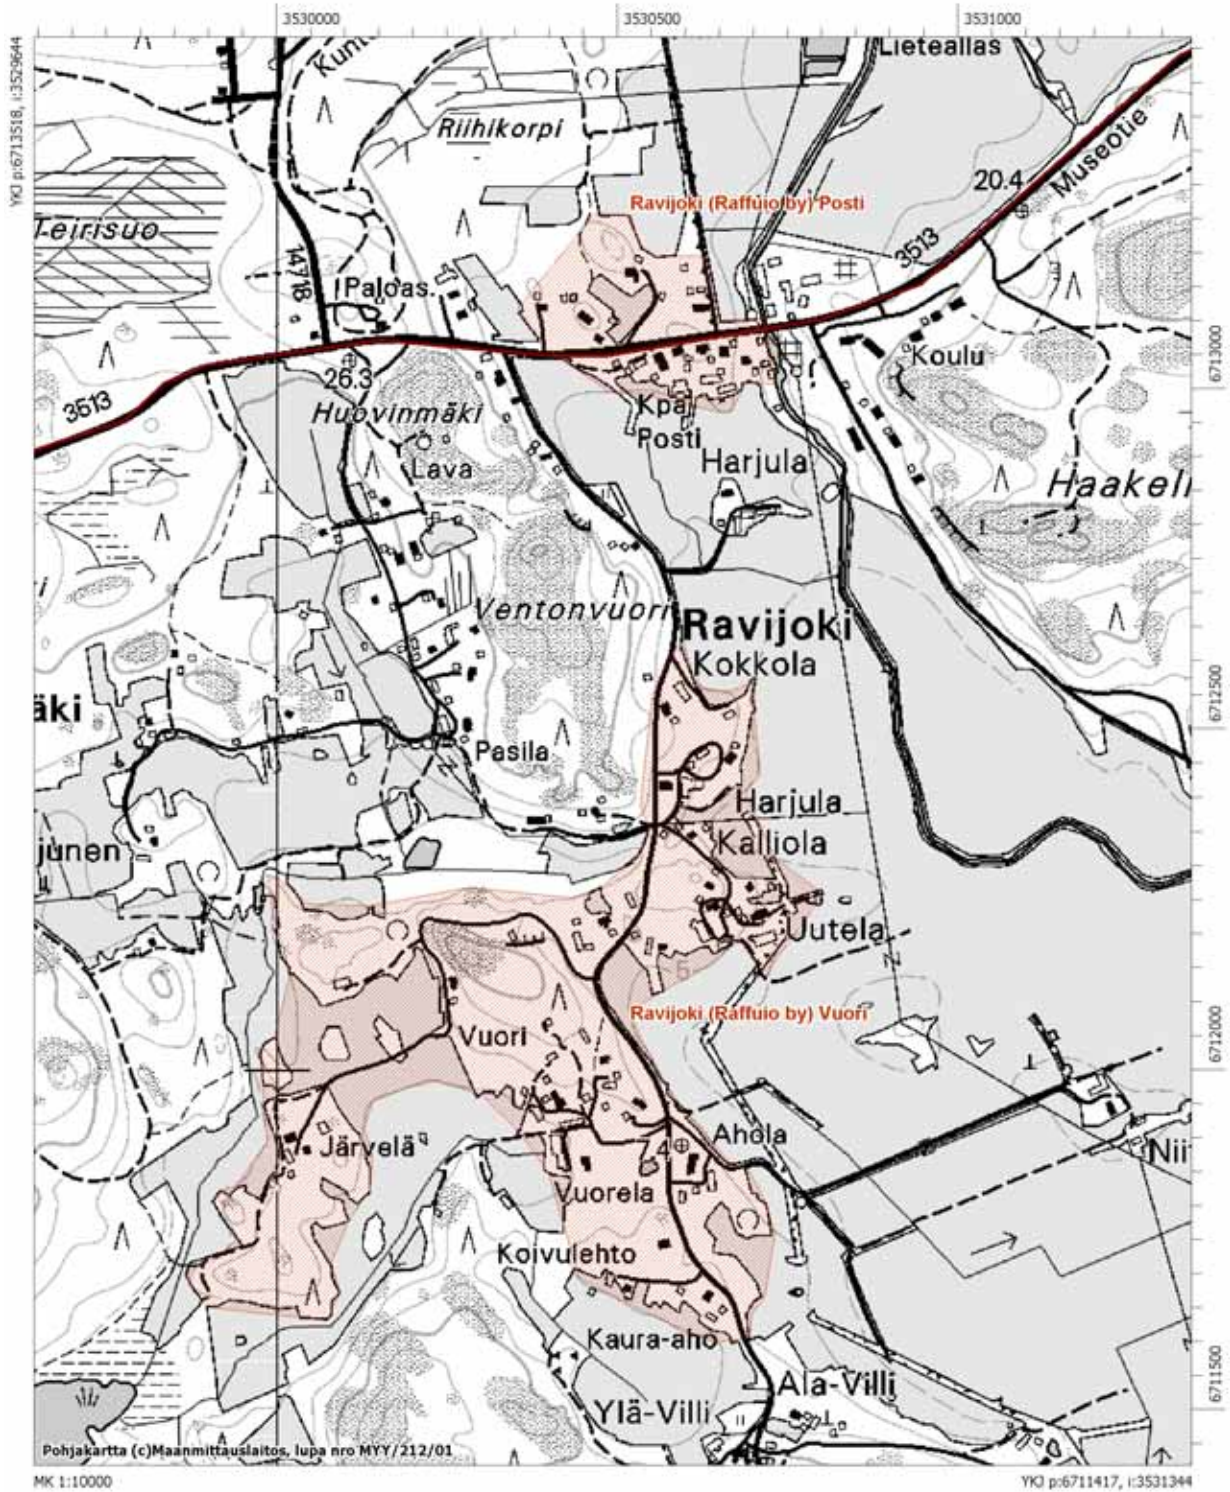 3530000
3530500
3531000
YKJ p:6713518, i:3529644
Lieteallas
Riihikorpi
Museotie
20.4
Ravijoki (Raffuio by) Posti
Teirisuo
14718
3513
Paloas.
Koulu
6713000
26.3
3513
Huovinmäki
Kpa
Posti
Lava
Harjula
Haakeli
Ventonvuori
Ravijoki
Kokkola
6712500
äki
Pasila
Harjula
junen
Kalliola
Uutela
Ravijoki (Raffuio by) Vuori
6712000
Vuori
Ahola
Järvelä
Nii
Vuorela
Koivulehto
Kaura-aho
6711500
Ala-Villi
Ylä-Villi
Pohjakartta (c)Maanmittauslaitos, lupa nro MYY/212/01
MK 1:10000
YKJ p:6711417, i:3531344